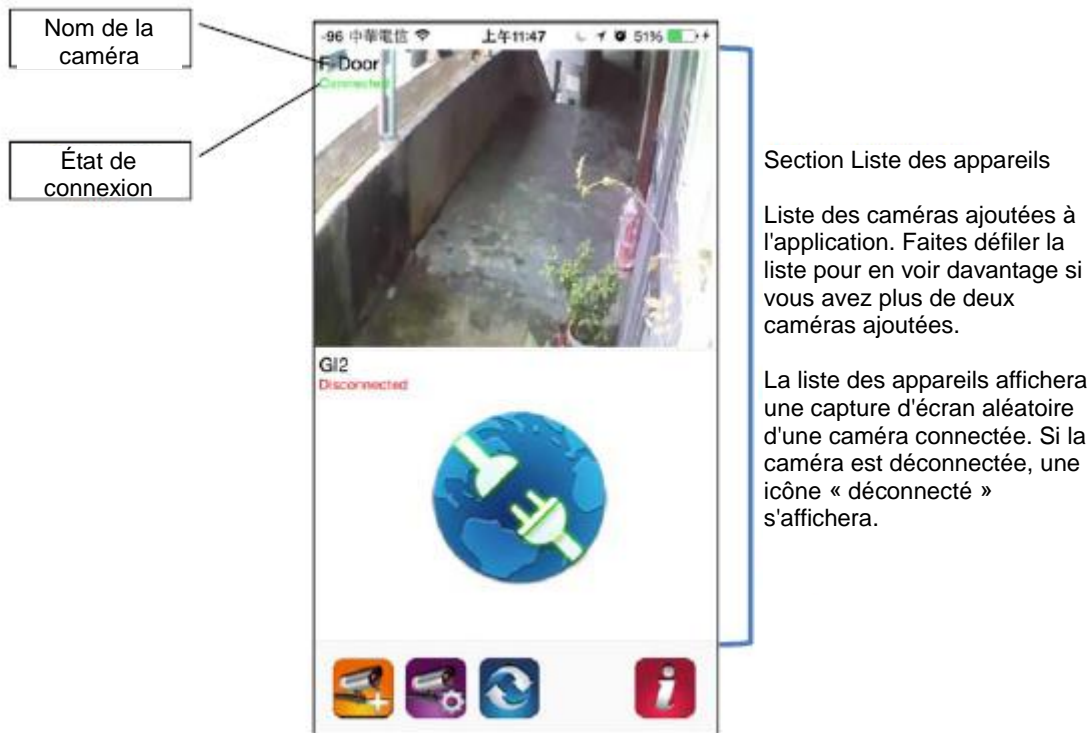 Nom de la
caméra
État de
connexion
-96 中華電信 上午11:47 51%
F-Door
Connected
GI2
Disconnected
Section Liste des appareils
Liste des caméras ajoutées à
l'application. Faites défiler la
liste pour en voir davantage si
vous avez plus de deux
caméras ajoutées.
La liste des appareils affichera
une capture d'écran aléatoire
d'une caméra connectée. Si la
caméra est déconnectée, une
icône « déconnecté »
s'affichera.
i